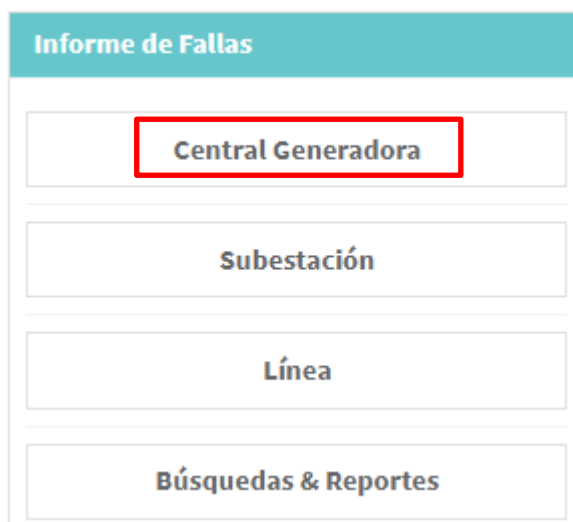 Informe de Fallas
Central Generadora
Subestación
Línea
Búsquedas & Reportes